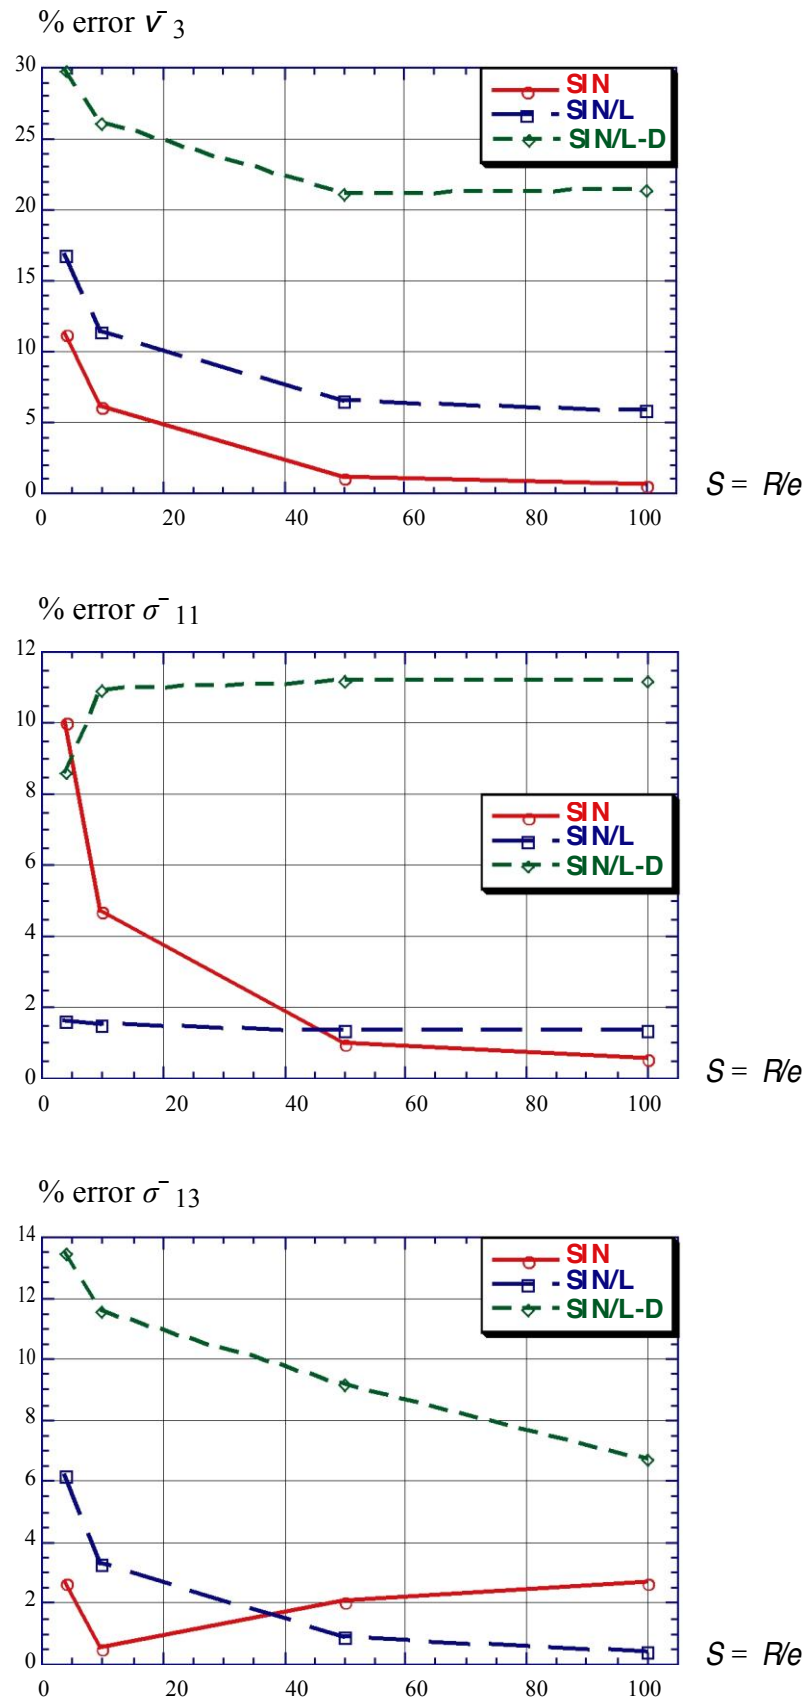 % error v̄ 3
30
25
20
15
10
5
0
0 20 40 60 80 100
SIN
SIN/L
SIN/L-D
S = R/e
% error σ̄ 11
12
10
8
6
4
2
0
0 20 40 60 80 100
SIN
SIN/L
SIN/L-D
S = R/e
% error σ̄ 13
14
12
10
8
6
4
2
0
0 20 40 60 80 100
SIN
SIN/L
SIN/L-D
S = R/e